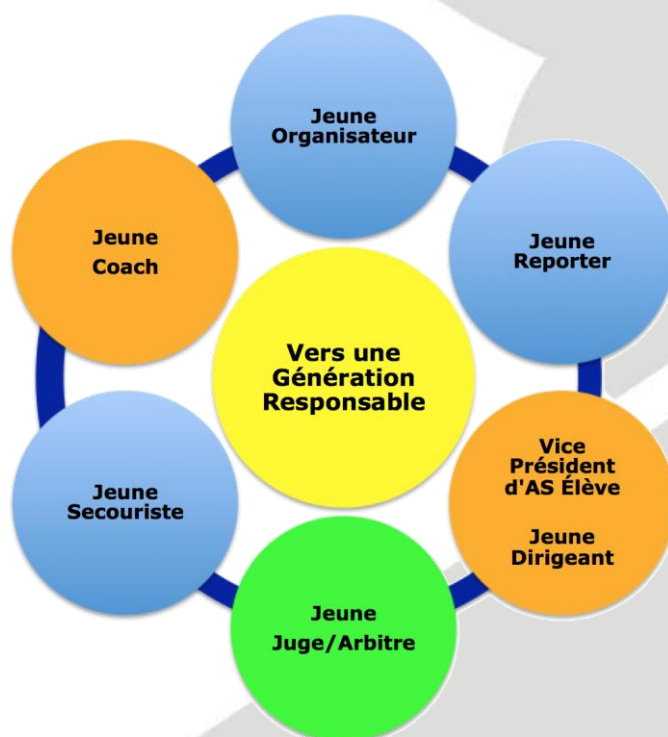 Jeune
Organisateur
Jeune
Reporter
Vice
Président
d'AS Élève
Jeune
Dirigeant
Jeune
Juge/Arbitre
Jeune
Secouriste
Jeune
Coach
Vers une
Génération
Responsable